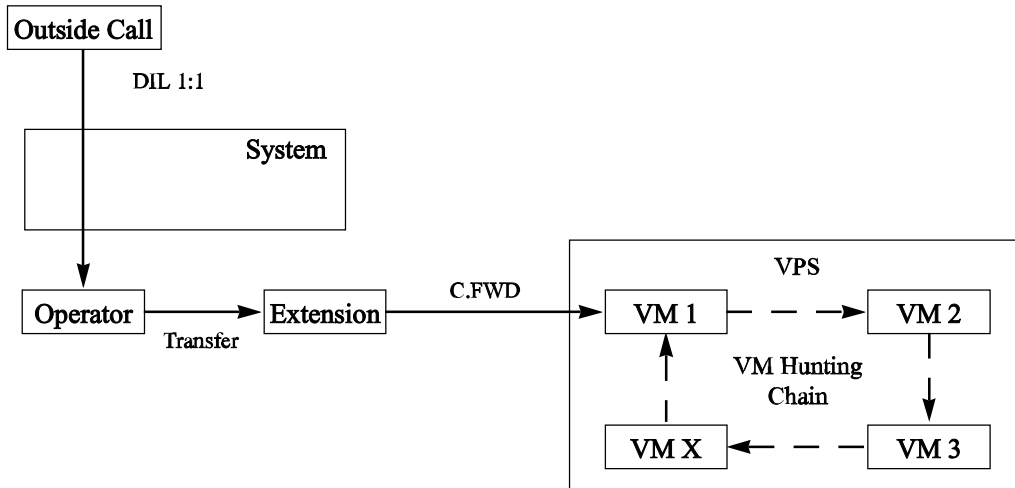 Outside Call
DIL 1:1
System
VPS
C.FWD
Operator
Extension
VM 1
VM 2
Transfer
VM Hunting
Chain
VM X
VM 3